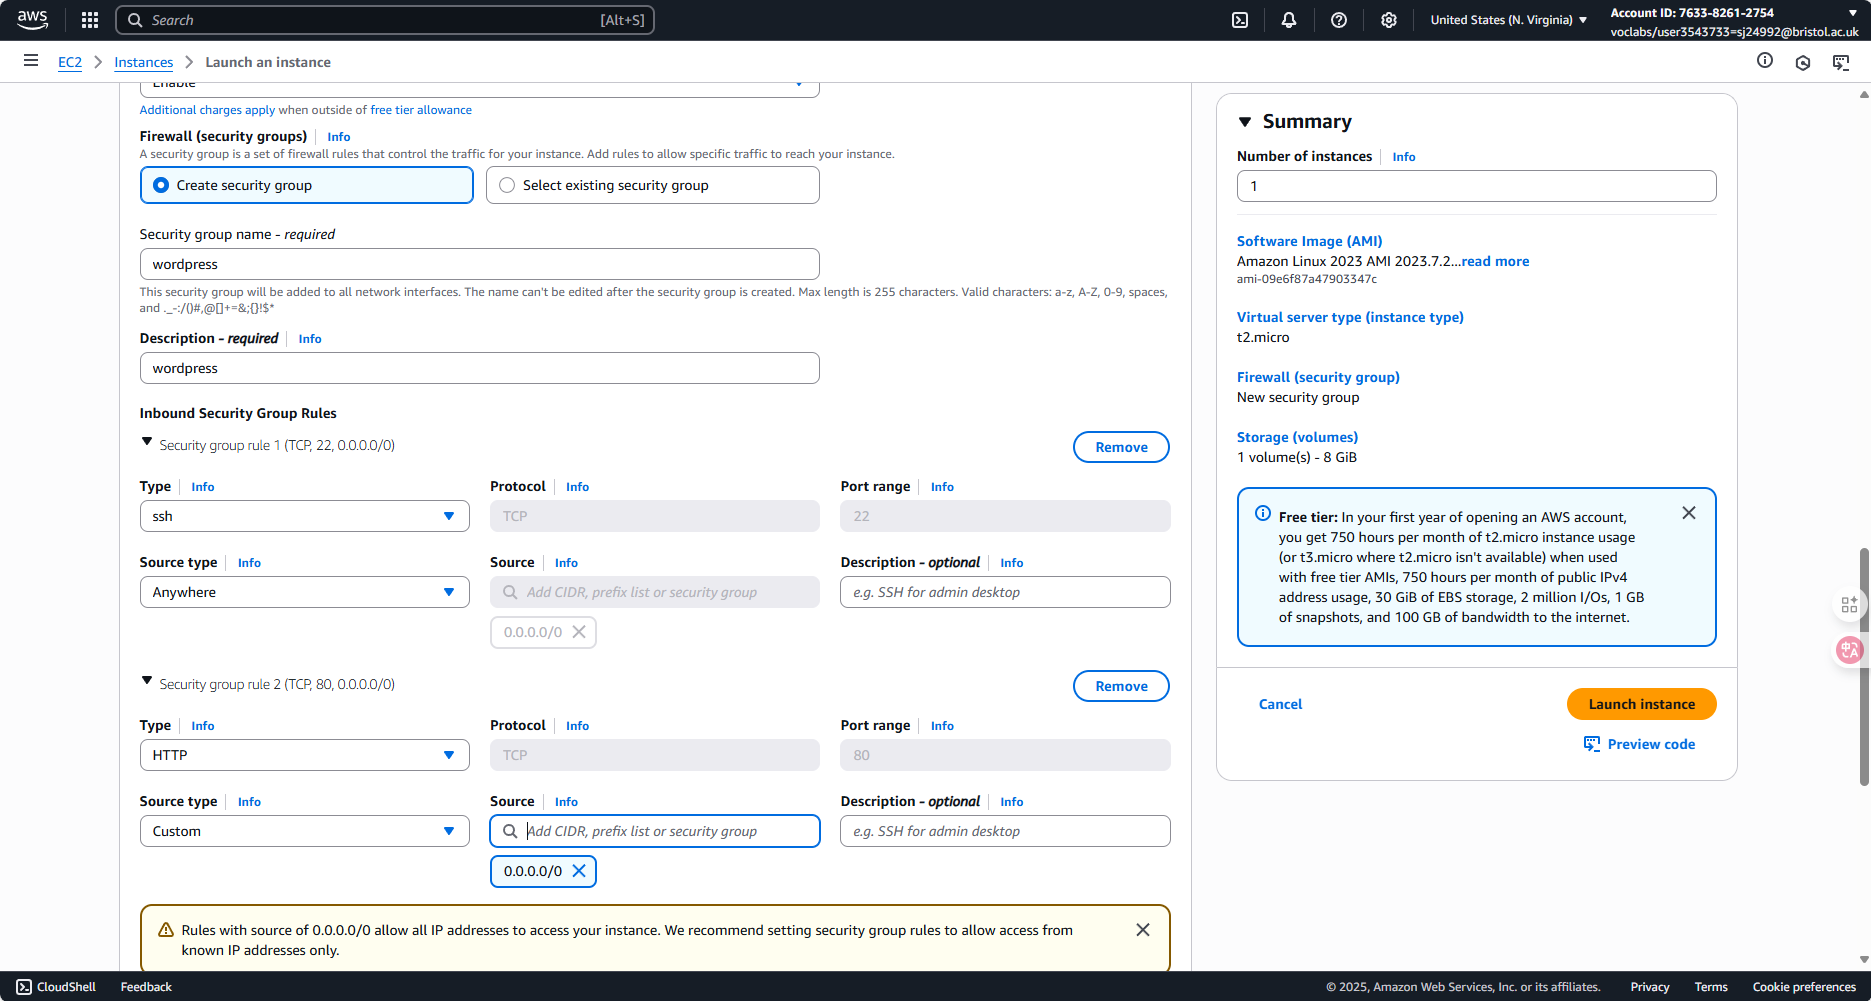 aws
Search [Alt+S]
United States (N. Virginia)
Account ID: 7633-8261-2754
voclabs/user3543733=sj24992@bristol.ac.uk
EC2 > Instances > Launch an instance
Enable
Additional charges apply when outside of free tier allowance
Firewall (security groups) Info
A security group is a set of firewall rules that control the traffic for your instance. Add rules to allow specific traffic to reach your instance.
Create security group
Select existing security group
Security group name - required
wordpress
This security group will be added to all network interfaces. The name can't be edited after the security group is created. Max length is 255 characters. Valid characters: a-z, A-Z, 0-9, spaces,
and ._-:/()#,@[]+=&;{}!$*
Description - required Info
wordpress
Inbound Security Group Rules
Security group rule 1 (TCP, 22, 0.0.0.0/0)
Remove
Type Info
Protocol Info
Port range Info
ssh
TCP
22
Source type Info
Source Info
Description - optional Info
Anywhere
Add CIDR, prefix list or security group
e.g. SSH for admin desktop
0.0.0.0/0
Security group rule 2 (TCP, 80, 0.0.0.0/0)
Remove
Type Info
Protocol Info
Port range Info
HTTP
TCP
80
Source type Info
Source Info
Description - optional Info
Custom
Add CIDR, prefix list or security group
e.g. SSH for admin desktop
0.0.0.0/0
Rules with source of 0.0.0.0/0 allow all IP addresses to access your instance. We recommend setting security group rules to allow access from
known IP addresses only.
Summary
Number of instances Info
1
Software Image (AMI)
Amazon Linux 2023 AMI 2023.7.2...read more
ami-09e6f87a47903347c
Virtual server type (instance type)
t2.micro
Firewall (security group)
New security group
Storage (volumes)
1 volume(s) - 8 GiB
Free tier: In your first year of opening an AWS account,
you get 750 hours per month of t2.micro instance usage
(or t3.micro where t2.micro isn't available) when used
with free tier AMIs, 750 hours per month of public IPv4
address usage, 30 GiB of EBS storage, 2 million I/Os, 1 GB
of snapshots, and 100 GB of bandwidth to the internet.
Cancel
Launch instance
Preview code
CloudShell
Feedback
© 2025, Amazon Web Services, Inc. or its affiliates.
Privacy
Terms
Cookie preferences